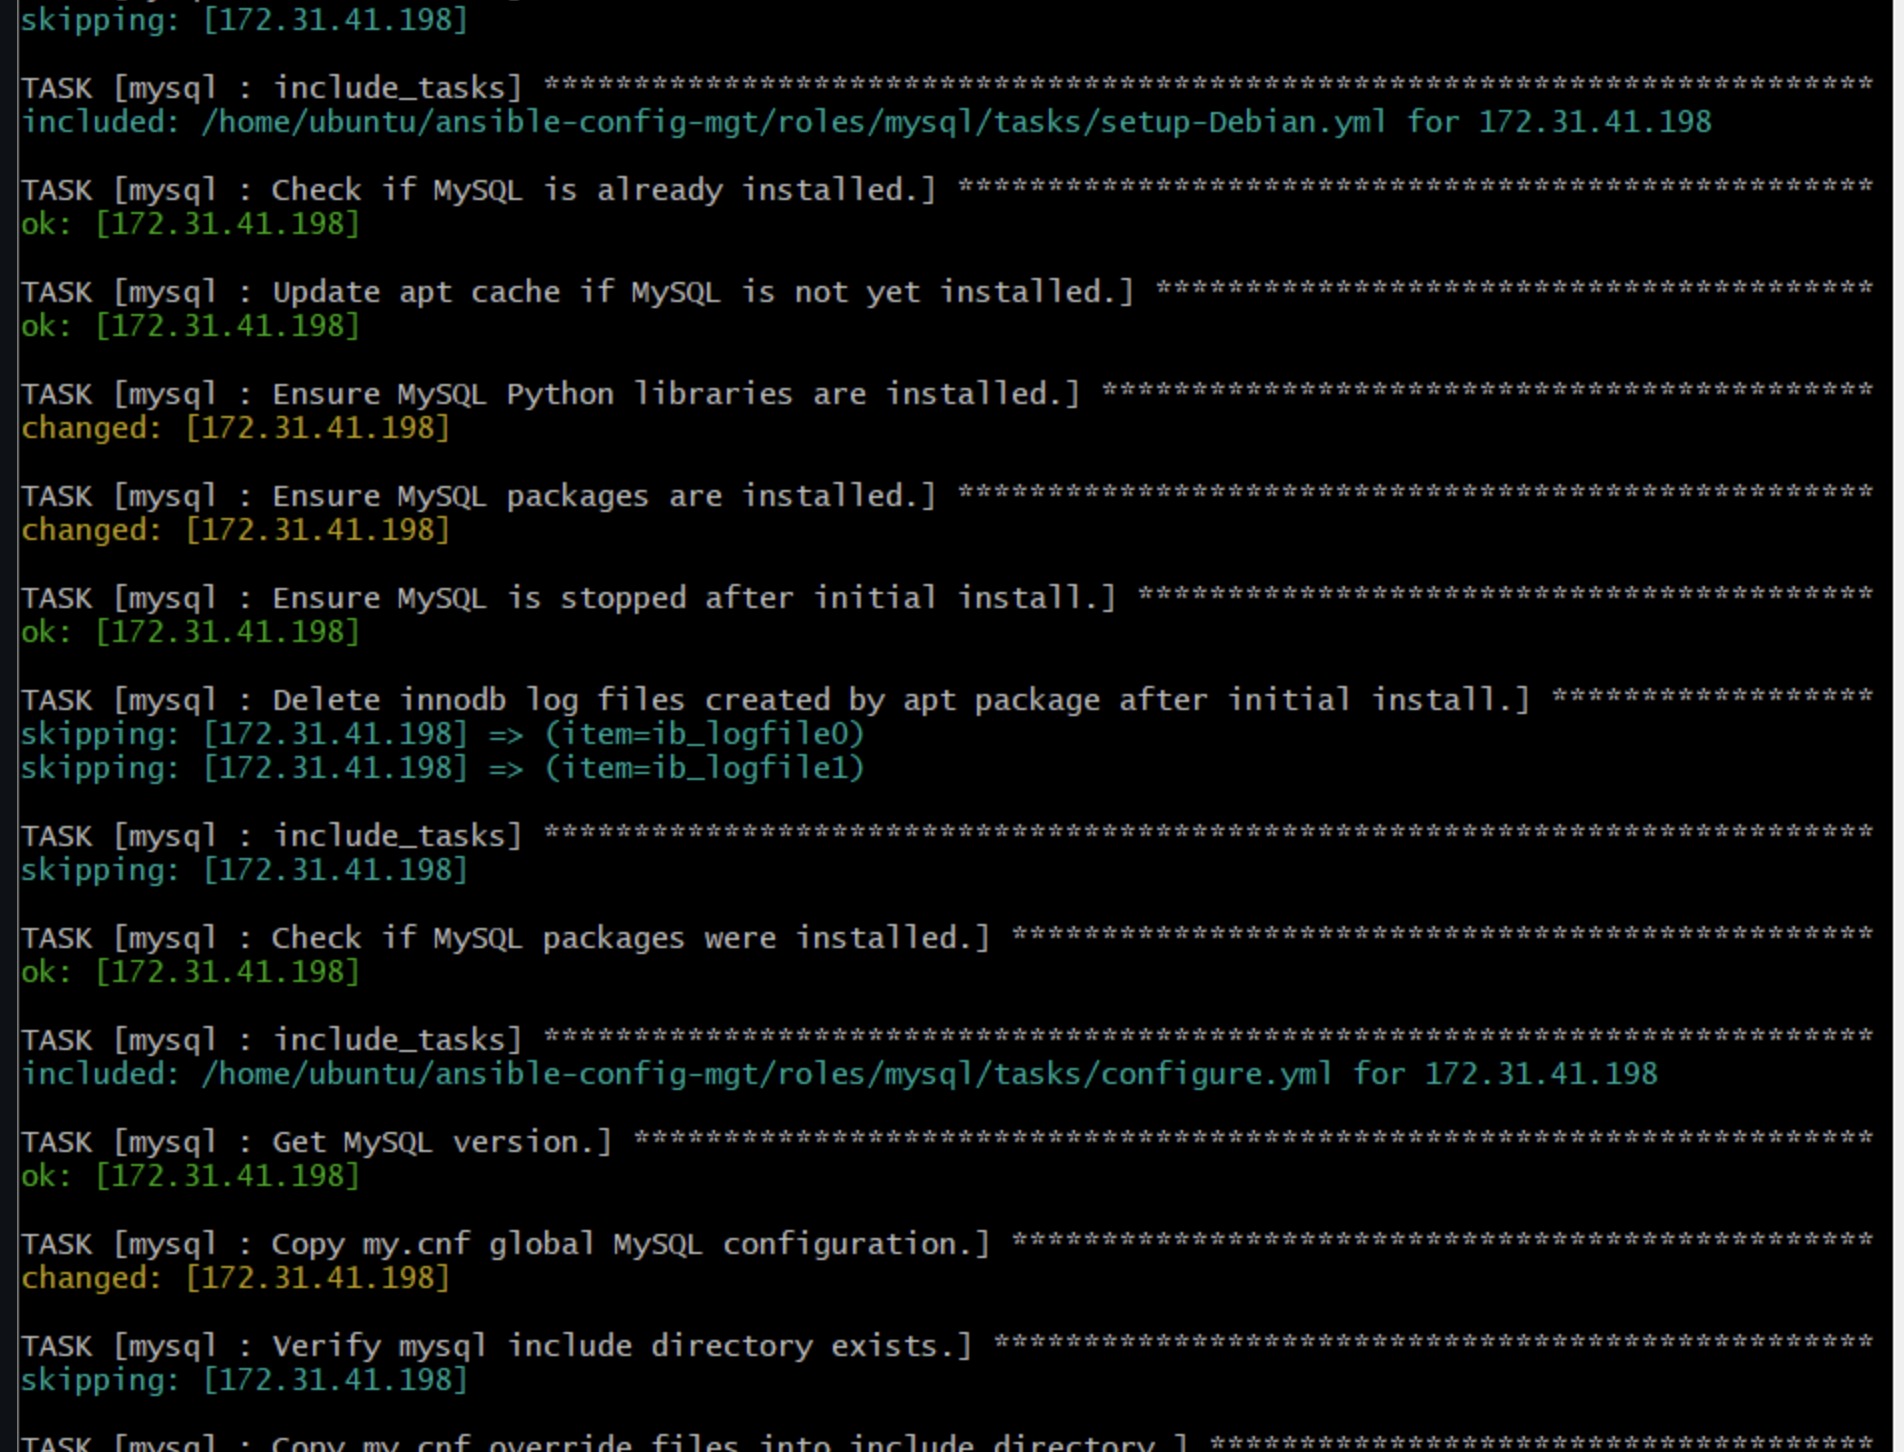 skipping: [172.31.41.198]
TASK [mysql : include_tasks] **************************************************************************
included: /home/ubuntu/ansible-config-mgt/roles/mysql/tasks/setup-Debian.yml for 172.31.41.198
TASK [mysql : Check if MySQL is already installed.] ***************************************************
ok: [172.31.41.198]
TASK [mysql : Update apt cache if MySQL is not yet installed.] ****************************************
ok: [172.31.41.198]
TASK [mysql : Ensure MySQL Python libraries are installed.] *******************************************
changed: [172.31.41.198]
TASK [mysql : Ensure MySQL packages are installed.] ***************************************************
changed: [172.31.41.198]
TASK [mysql : Ensure MySQL is stopped after initial install.] *****************************************
ok: [172.31.41.198]
TASK [mysql : Delete innodb log files created by apt package after initial install.] ******************
skipping: [172.31.41.198] => (item=ib_logfile0)
skipping: [172.31.41.198] => (item=ib_logfile1)
TASK [mysql : include_tasks] **************************************************************************
skipping: [172.31.41.198]
TASK [mysql : Check if MySQL packages were installed.] ************************************************
ok: [172.31.41.198]
TASK [mysql : include_tasks] **************************************************************************
included: /home/ubuntu/ansible-config-mgt/roles/mysql/tasks/configure.yml for 172.31.41.198
TASK [mysql : Get MySQL version.] *********************************************************************
ok: [172.31.41.198]
TASK [mysql : Copy my.cnf global MySQL configuration.] ************************************************
changed: [172.31.41.198]
TASK [mysql : Verify mysql include directory exists.] *************************************************
skipping: [172.31.41.198]
TASK [mysql : Copy my.cnf override files into include directory.] *************************************